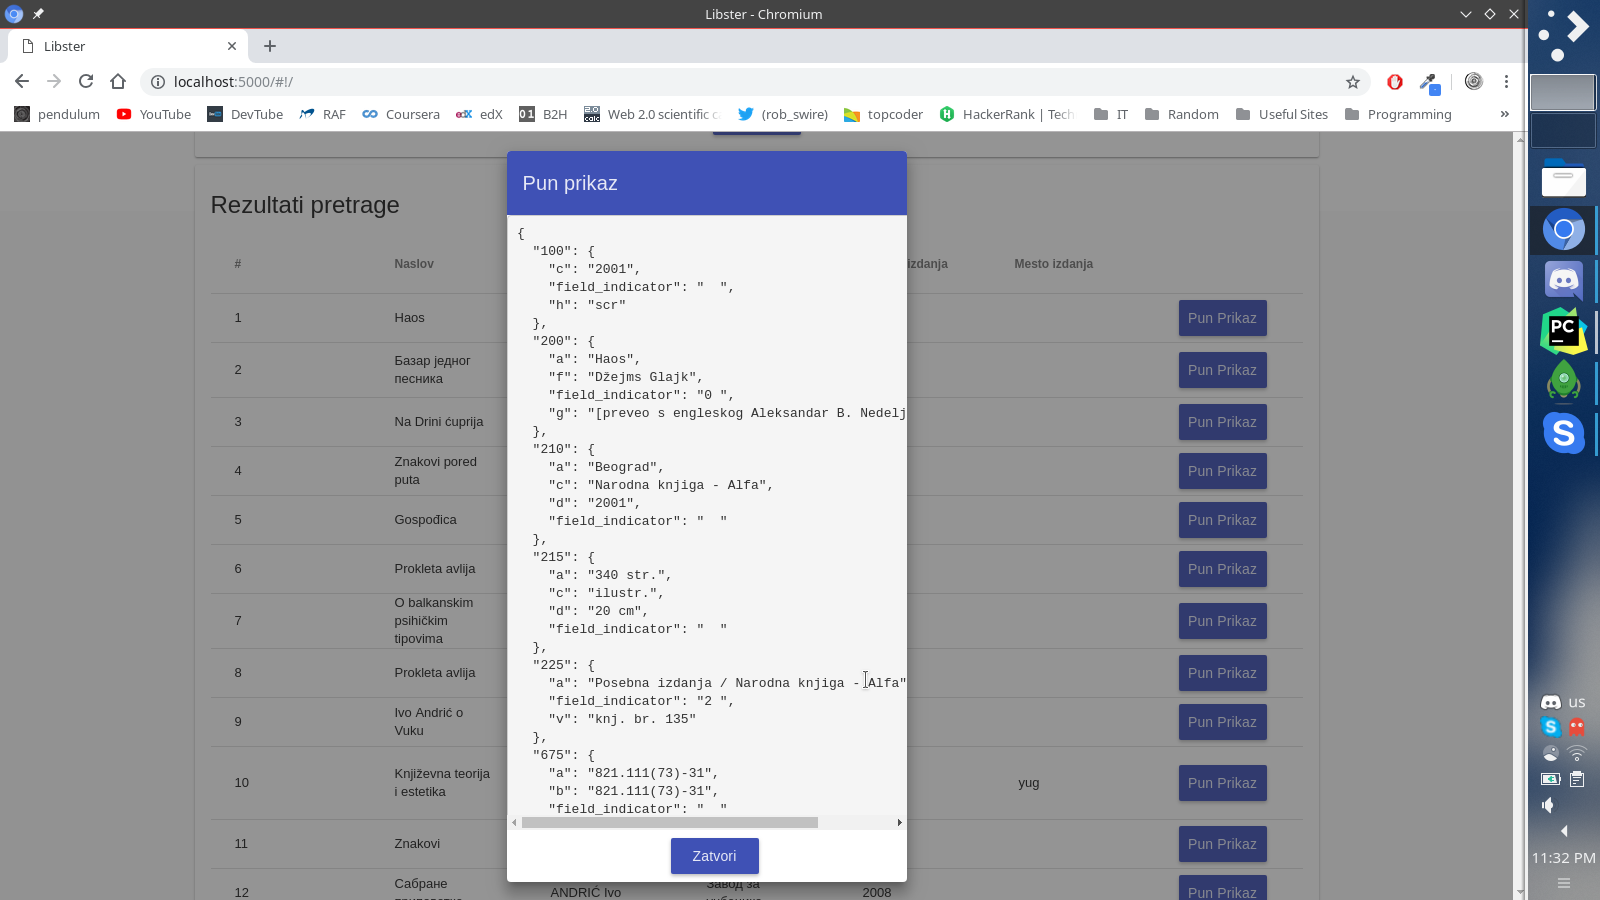 Libster - Chromium
Libster
localhost:5000/#!/
pendulum
YouTube
DevTube
RAF
Coursera
edX
B2H
Web 2.0 scientific
(rob_swire)
topcoder
HackerRank | Tech
IT
Random
Useful Sites
Programming
»
Rezultati pretrage
# Naslov izdanja Mesto izdanja
1 Haos Pun Prikaz
2 Базар једног песника Pun Prikaz
3 Na Drini ćuprija Pun Prikaz
4 Znakovi pored puta Pun Prikaz
5 Gospođica Pun Prikaz
6 Prokleta avlija Pun Prikaz
7 O balkanskim psihičkim tipovima Pun Prikaz
8 Prokleta avlija Pun Prikaz
9 Ivo Andrić o Vuku Pun Prikaz
10 Književna teorija i estetika yug Pun Prikaz
11 Znakovi Pun Prikaz
12 Сабране ANDRIĆ Ivo Завод за 2008 Pun Prikaz
Pun prikaz
{
"100": {
"c": "2001",
"field_indicator": "  ",
"h": "scr"
},
"200": {
"a": "Haos",
"f": "Džejms Glajk",
"field_indicator": "0 ",
"g": "[preveo s engleskog Aleksandar B. Nedelj
},
"210": {
"a": "Beograd",
"c": "Narodna knjiga - Alfa",
"d": "2001",
"field_indicator": "  "
},
"215": {
"a": "340 str.",
"c": "ilustr.",
"d": "20 cm",
"field_indicator": "  "
},
"225": {
"a": "Posebna izdanja / Narodna knjiga - Alfa"
"field_indicator": "2 ",
"v": "knj. br. 135"
},
"675": {
"a": "821.111(73)-31",
"b": "821.111(73)-31",
"field_indicator": "  "
Zatvori
PC
us
11:32 PM